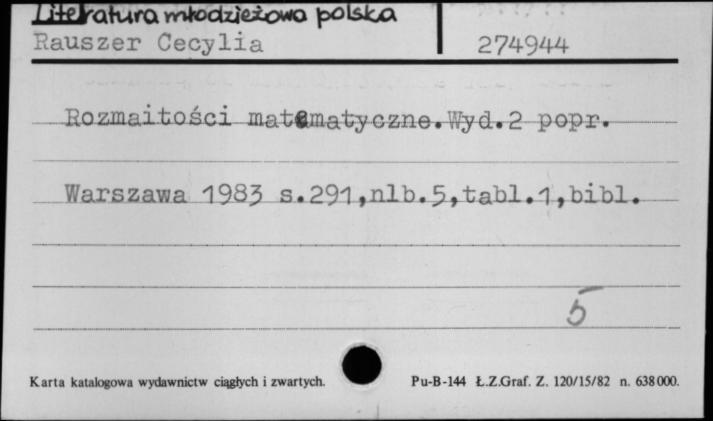 Literatura młodzieżowa polska
Rauszer Cecylia 274944
Rozmaitości matematyczne.Wyd.2 popr.
Warszawa 1983 s.291,nlb.5,tabl.1,bibl.
5
Karta katalogowa wydawnictw ciągłych i zwartych. Pu-B-144 Ł.Z.Graf. Z. 120/15/82 n. 638000.